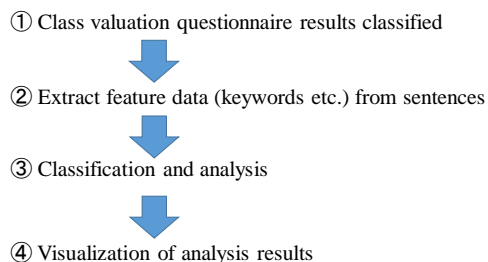 ① Class valuation questionnaire results classified
② Extract feature data (keywords etc.) from sentences
③ Classification and analysis
④ Visualization of analysis results